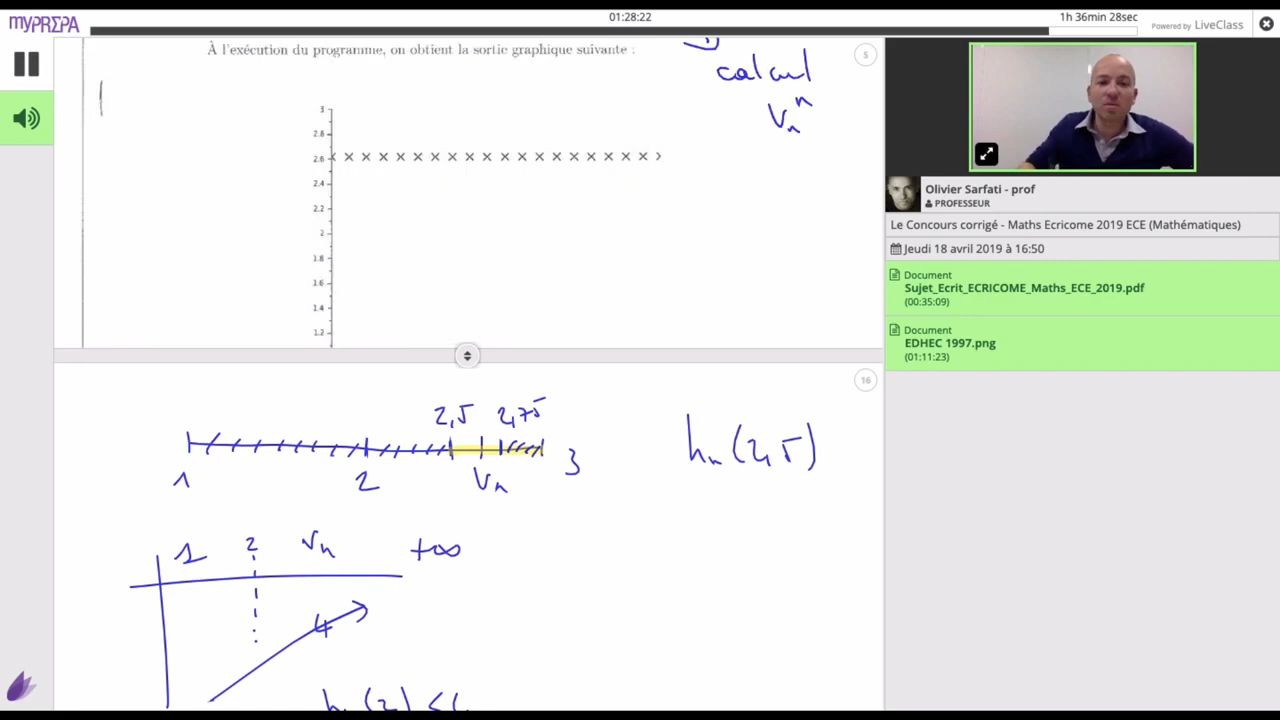 MYPREPA
01:28:22
1h 36min 28sec
Powered by LiveClass
À l'exécution du programme, on obtient la sortie graphique suivante :
5
calcul
vₙⁿ
3
2.8
2.6
2.4
2.2
2
1.8
1.6
1.4
1.2
Olivier Sarfati - prof
PROFESSEUR
Le Concours corrigé - Maths Ecricome 2019 ECE (Mathématiques)
Jeudi 18 avril 2019 à 16:50
Document
Sujet_Ecrit_ECRICOME_Maths_ECE_2019.pdf
(00:35:09)
Document
EDHEC 1997.png
(01:11:23)
16
2,5 2,75
1 2 vₙ 3
hₙ(2,5)
1 2 vₙ +∞
4
hₙ(2) <